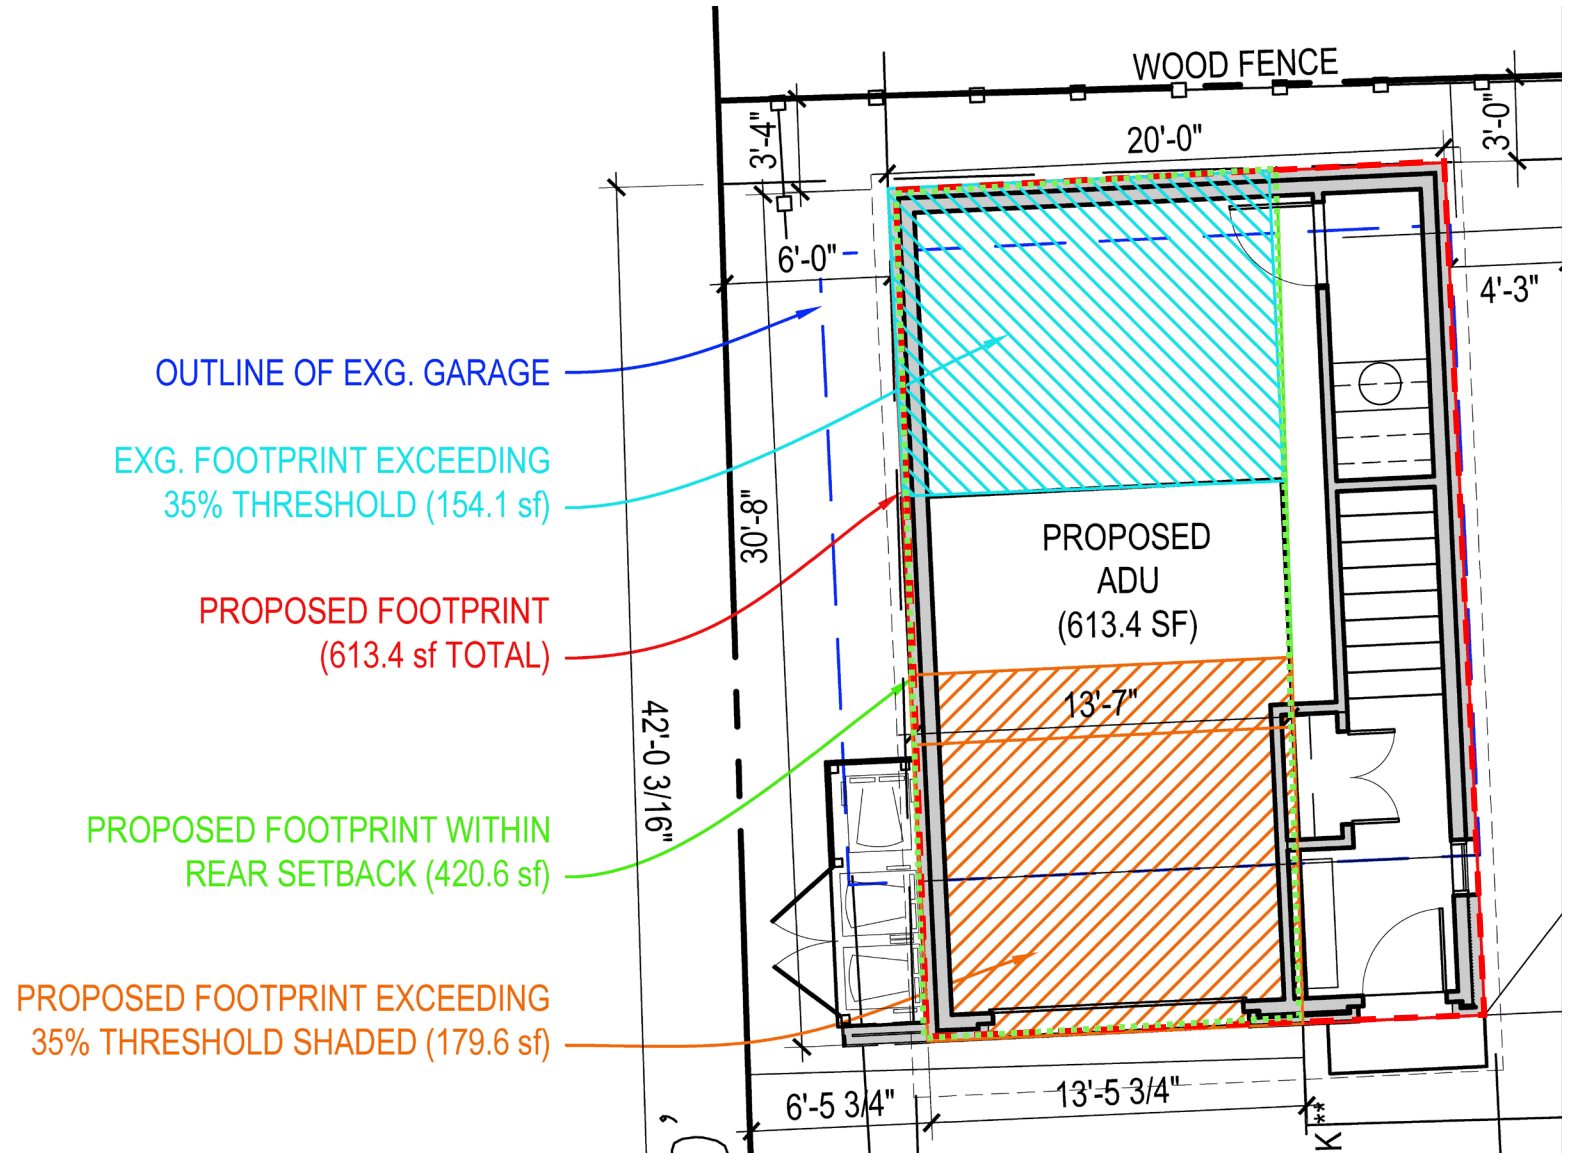 WOOD FENCE
20'-0"
3'-4"
3'-0"
6'-0"
4'-3"
OUTLINE OF EXG. GARAGE
EXG. FOOTPRINT EXCEEDING
35% THRESHOLD (154.1 sf)
30'-8"
PROPOSED
ADU
(613.4 SF)
PROPOSED FOOTPRINT
(613.4 sf TOTAL)
13'-7"
42'-0 3/16"
PROPOSED FOOTPRINT WITHIN
REAR SETBACK (420.6 sf)
PROPOSED FOOTPRINT EXCEEDING
35% THRESHOLD SHADED (179.6 sf)
6'-5 3/4"
13'-5 3/4"
K**